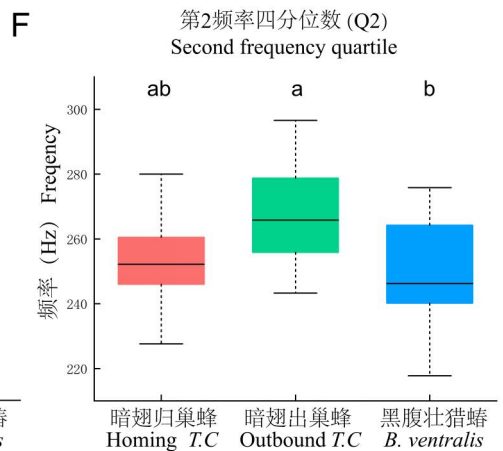 F
第2频率四分位数 (Q2)
Second frequency quartile
频率 (Hz) Freqency
300
280
260
240
220
ab
a
b
暗翅归巢蜂
Homing T.C
暗翅出巢蜂
Outbound T.C
黑腹壮猎蝽
B. ventralis
蝽
s